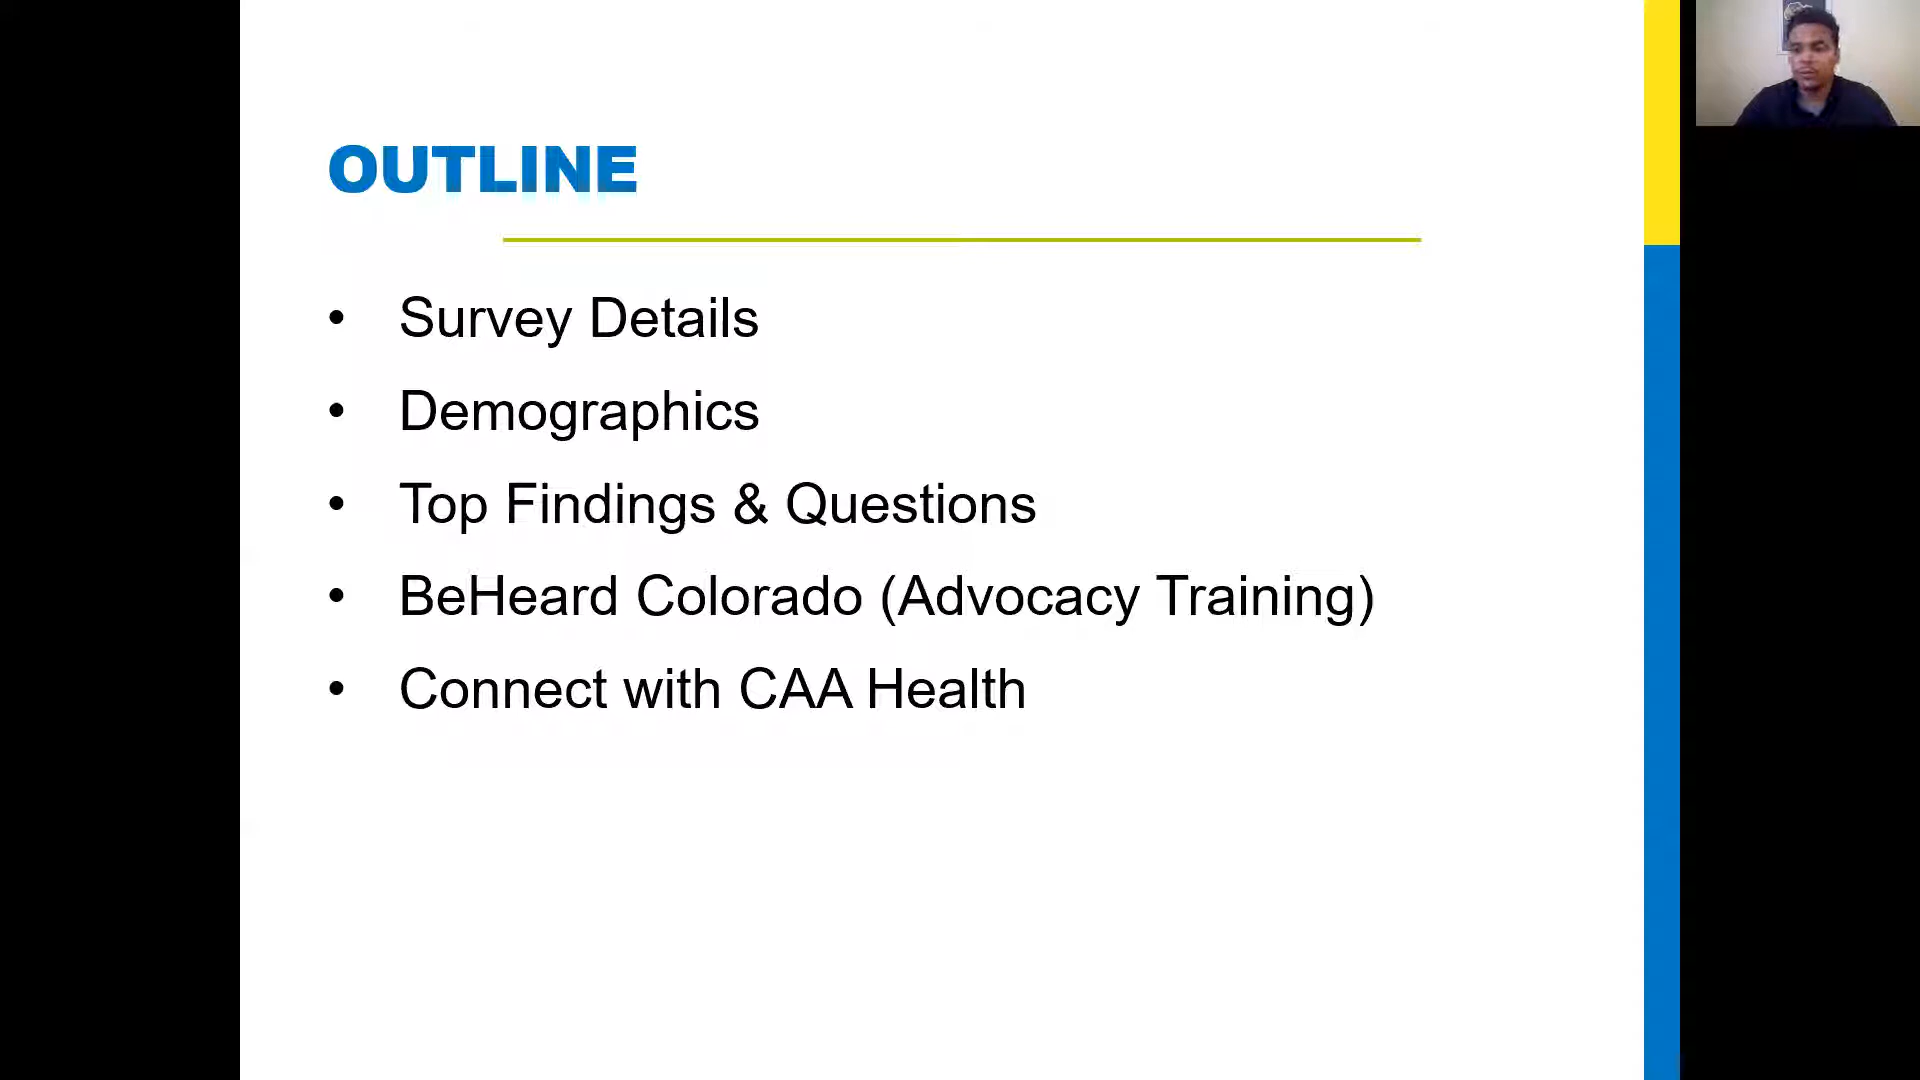 OUTLINE
• Survey Details
• Demographics
• Top Findings & Questions
• BeHeard Colorado (Advocacy Training)
• Connect with CAA Health